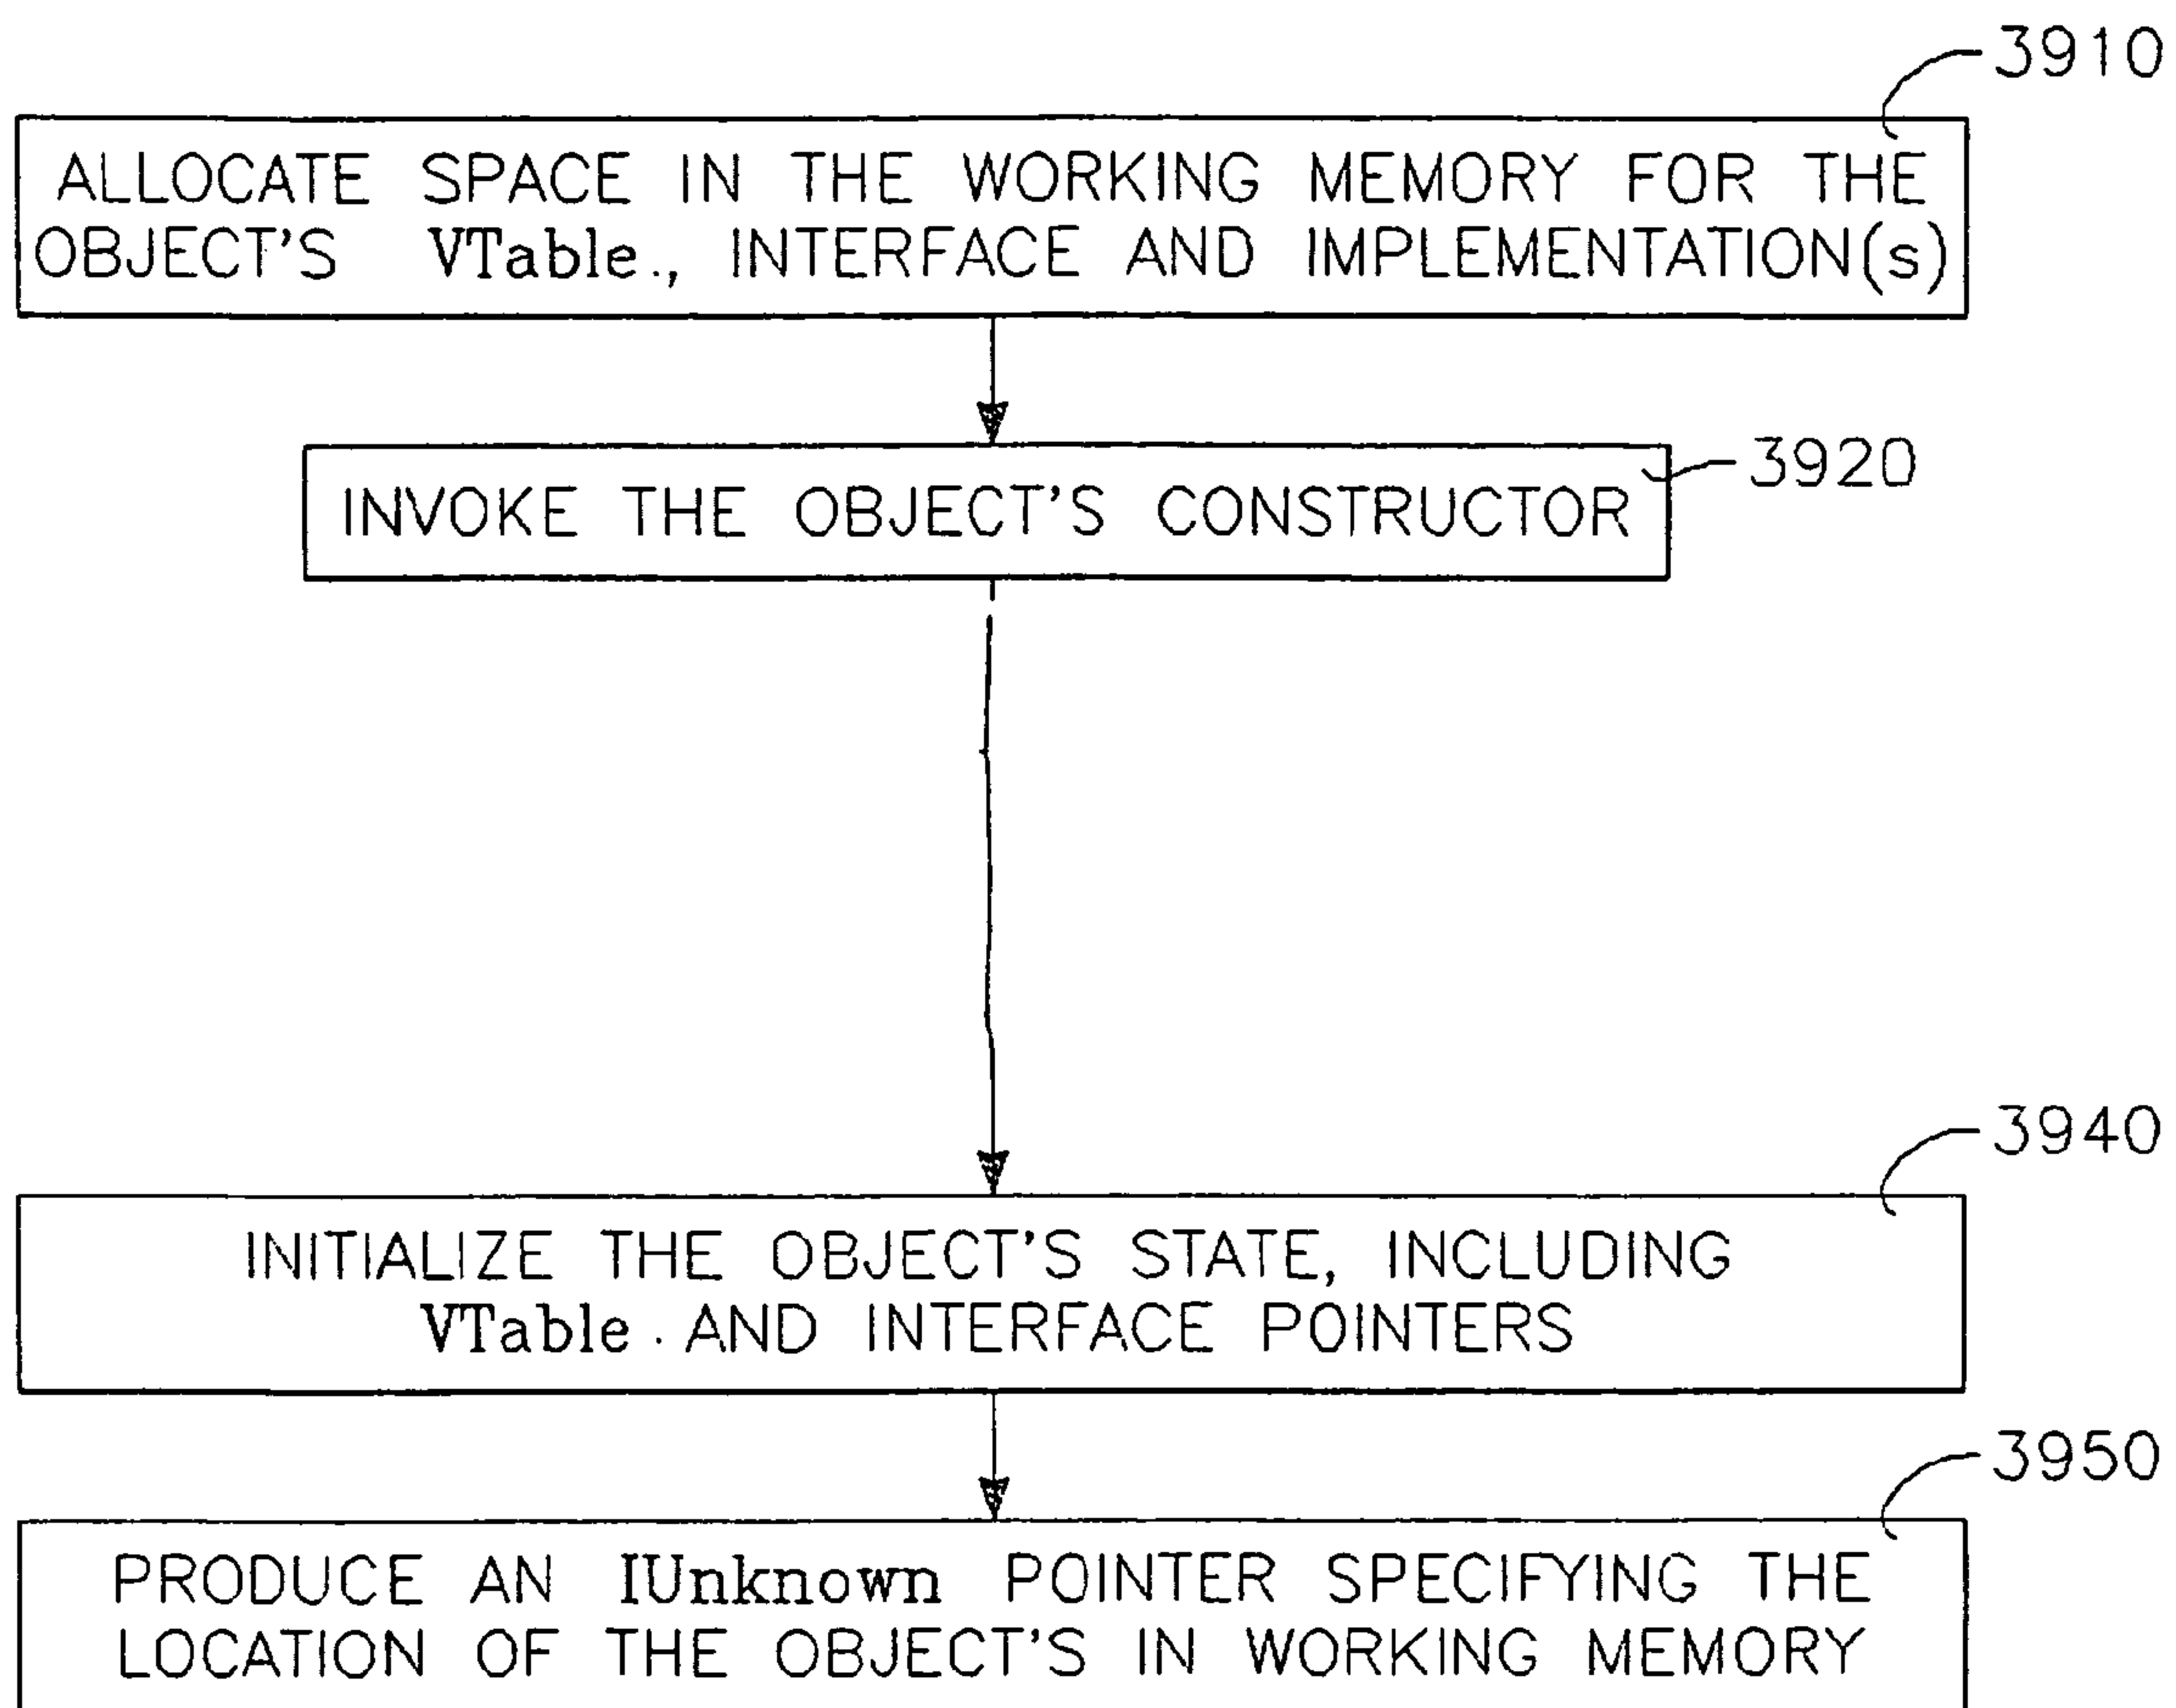 3910
ALLOCATE SPACE IN THE WORKING MEMORY FOR THE
OBJECT'S VTable., INTERFACE AND IMPLEMENTATION(s)
3920
INVOKE THE OBJECT'S CONSTRUCTOR
3940
INITIALIZE THE OBJECT'S STATE, INCLUDING
VTable . AND INTERFACE POINTERS
3950
PRODUCE AN IUnknown POINTER SPECIFYING THE
LOCATION OF THE OBJECT'S IN WORKING MEMORY